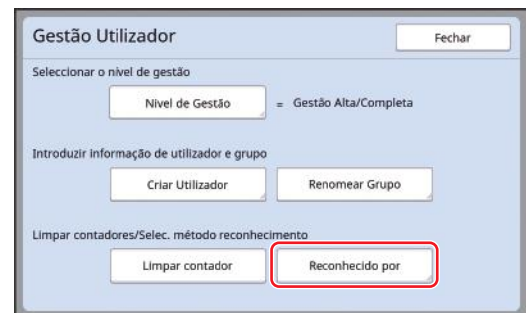 Gestão Utilizador
Fechar
Seleccionar o nível de gestão
Nivel de Gestão = Gestão Alta/Completa
Introduzir informação de utilizador e grupo
Criar Utilizador Renomear Grupo
Limpar contadores/Selec. método reconhecimento
Limpar contador Reconhecido por